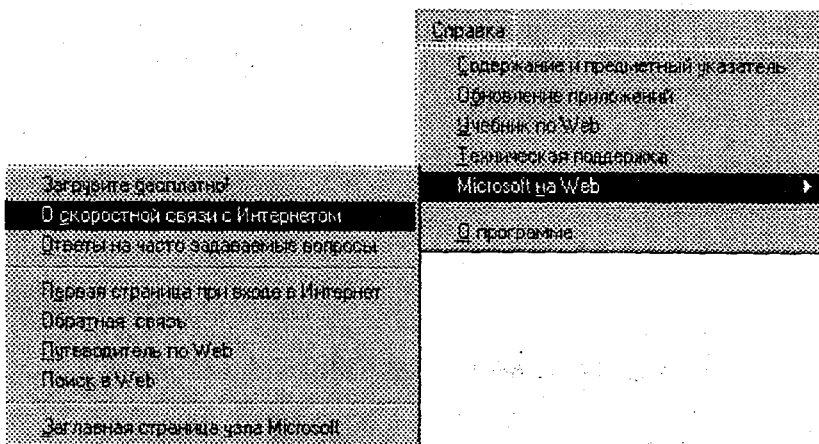 Справка
Содержание и предметный указатель
Обновление приложений
Учебник по Web
Техническая поддержка
Microsoft на Web
О программе
Загрузите бесплатно!
О скоростной связи с Интернетом
Ответы на часто задаваемые вопросы
Первая страница при входе в Интернет
Обратная связь
Путеводитель по Web
Поиск в Web
Заглавная страница узла Microsoft